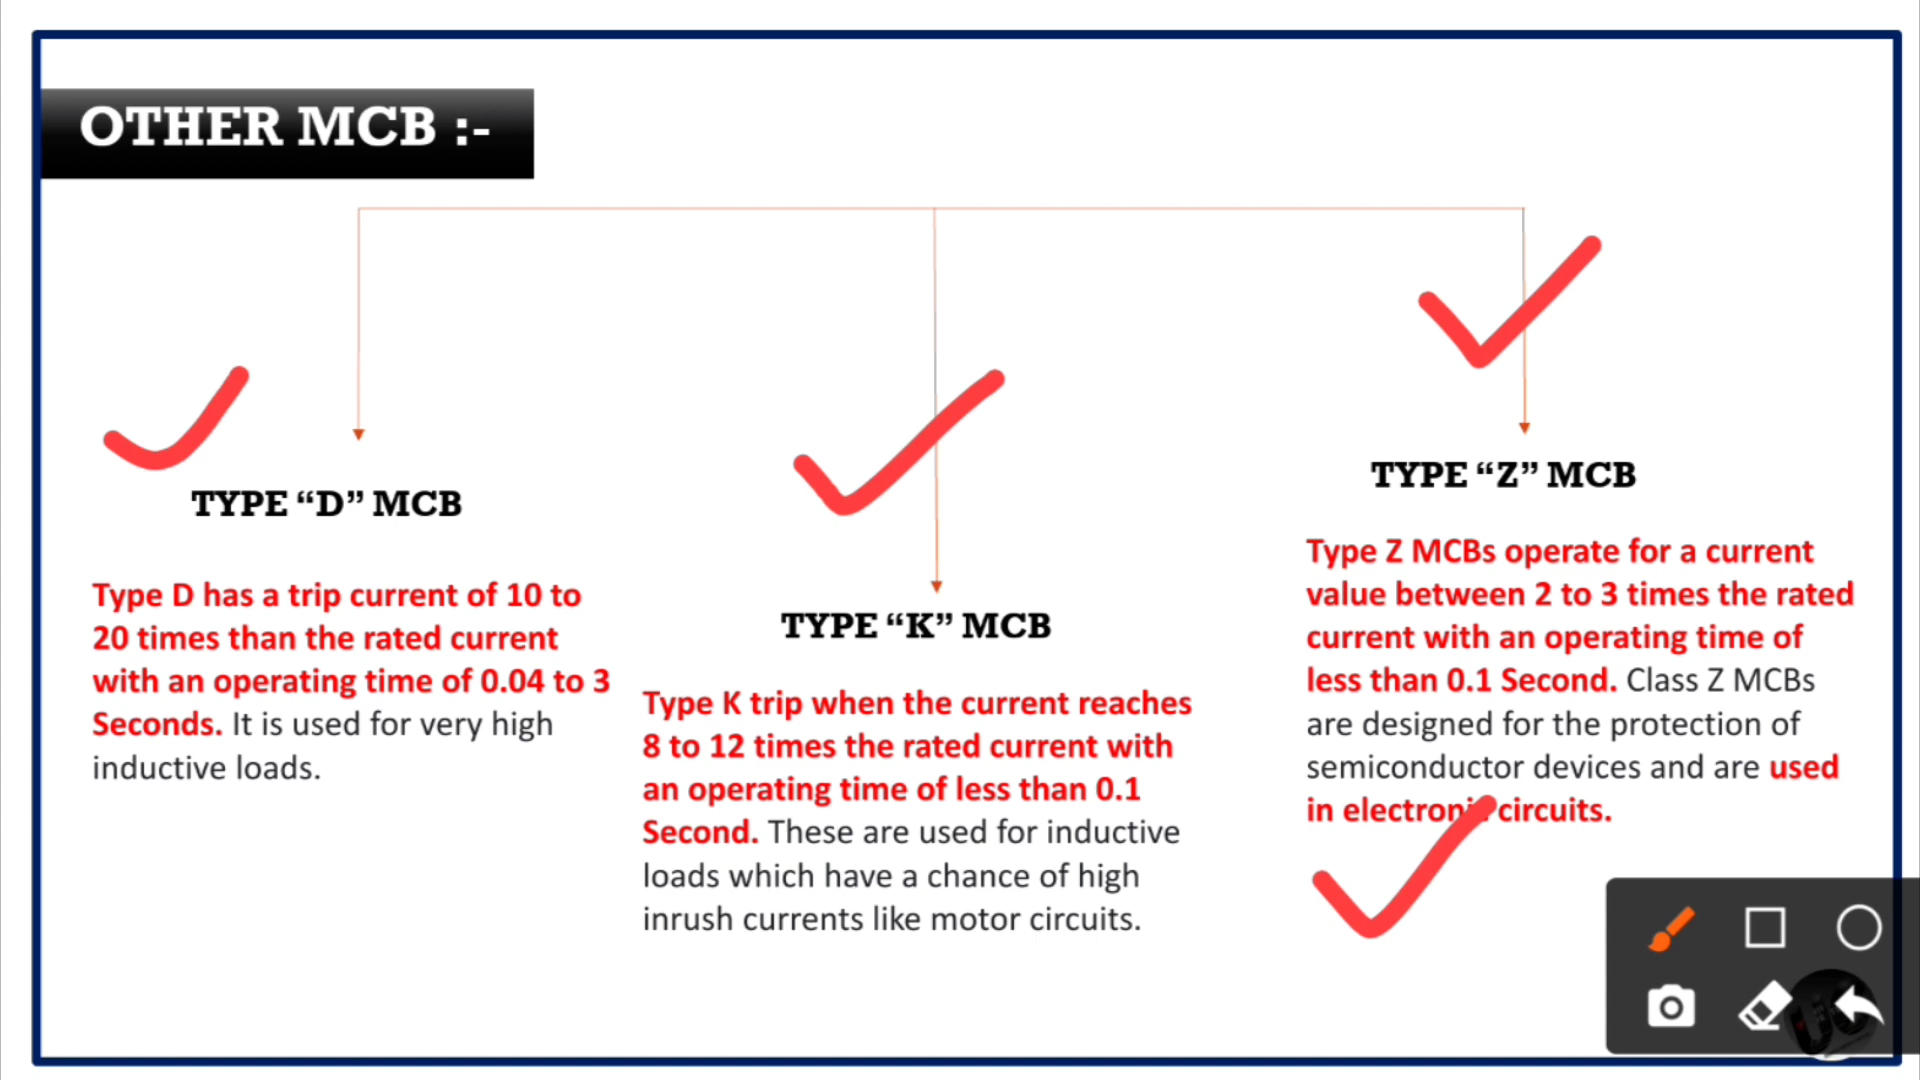 OTHER MCB :-
TYPE “D” MCB
Type D has a trip current of 10 to
20 times than the rated current
with an operating time of 0.04 to 3
Seconds. It is used for very high
inductive loads.
TYPE “K” MCB
Type K trip when the current reaches
8 to 12 times the rated current with
an operating time of less than 0.1
Second. These are used for inductive
loads which have a chance of high
inrush currents like motor circuits.
TYPE “Z” MCB
Type Z MCBs operate for a current
value between 2 to 3 times the rated
current with an operating time of
less than 0.1 Second. Class Z MCBs
are designed for the protection of
semiconductor devices and are used
in electronic circuits.